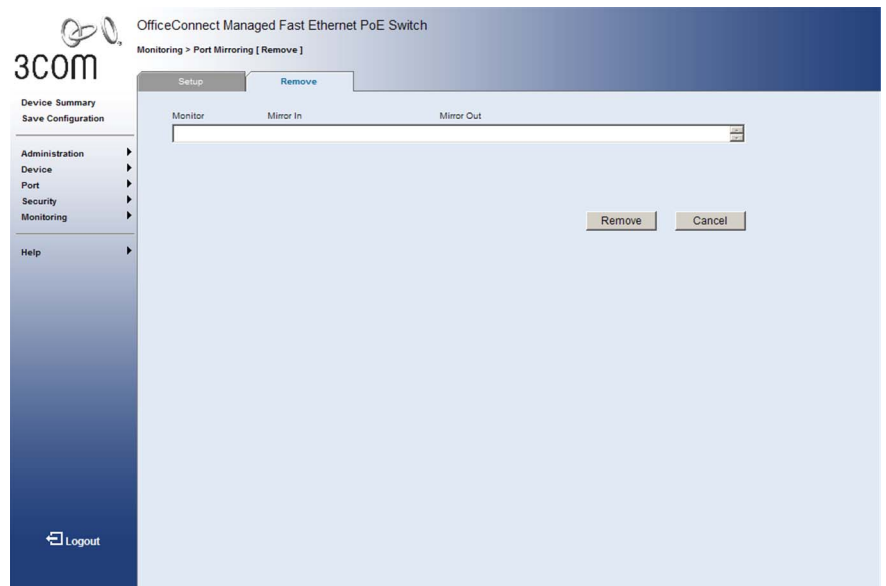 3COM
OfficeConnect Managed Fast Ethernet PoE Switch
Monitoring > Port Mirroring [ Remove ]
Setup
Remove
Device Summary
Save Configuration
Administration
Device
Port
Security
Monitoring
Help
Logout
Monitor Mirror In Mirror Out
Remove Cancel